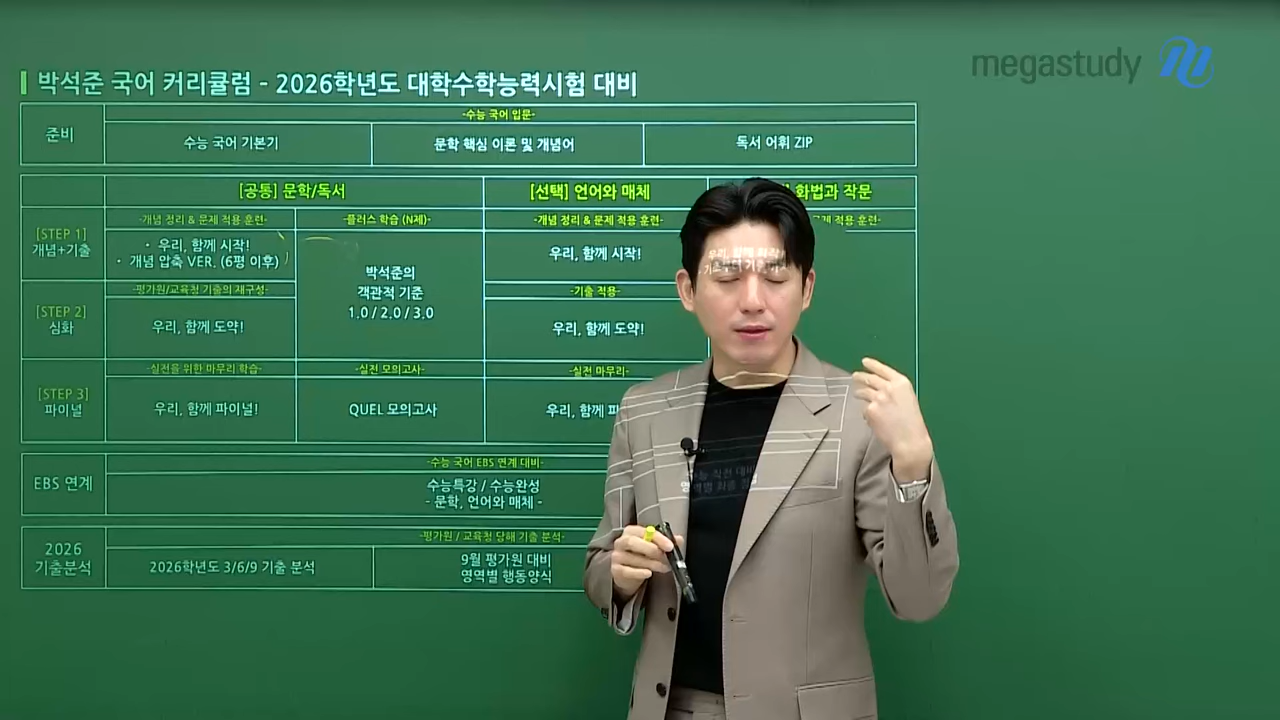 megastudy
박석준 국어 커리큘럼 - 2026학년도 대학수학능력시험 대비
준비
-수능 국어 입문-
수능 국어 기본기
문학 핵심 이론 및 개념어
독서 어휘 ZIP
[공통] 문학/독서
[선택] 언어와 매체
화법과 작문
[STEP 1]
개념+기출
-개념 정리 & 문제 적용 훈련-
-플러스 학습 (N제)-
-개념 정리 & 문제 적용 훈련-
적용 훈련-
· 우리, 함께 시작!
· 개념 압축 VER. (6평 이후)
박석준의
객관적 기준
1.0 / 2.0 / 3.0
우리, 함께 시작!
[STEP 2]
심화
-평가원/교육청 기출의 재구성-
-기출 적용-
우리, 함께 도약!
우리, 함께 도약!
[STEP 3]
파이널
-실전을 위한 마무리 학습-
-실전 모의고사-
-실전 마무리-
우리, 함께 파이널!
QUEL 모의고사
우리, 함께 파
EBS 연계
-수능 국어 EBS 연계 대비-
수능특강 / 수능완성
- 문학, 언어와 매체 -
수능 직전 대비
2026
기출분석
-평가원 / 교육청 당해 기출 분석-
2026학년도 3/6/9 기출 분석
9월 평가원 대비
영역별 행동양식